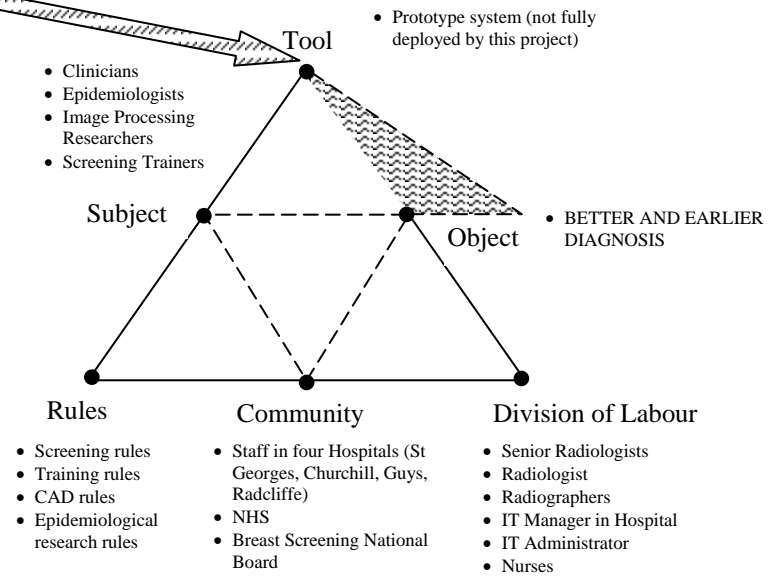 • Prototype system (not fully
deployed by this project)
Tool
• Clinicians
• Epidemiologists
• Image Processing
Researchers
• Screening Trainers
Subject
Object
• BETTER AND EARLIER
DIAGNOSIS
Rules
• Screening rules
• Training rules
• CAD rules
• Epidemiological
research rules
Community
• Staff in four Hospitals (St
Georges, Churchill, Guys,
Radcliffe)
• NHS
• Breast Screening National
Board
Division of Labour
• Senior Radiologists
• Radiologist
• Radiographers
• IT Manager in Hospital
• IT Administrator
• Nurses